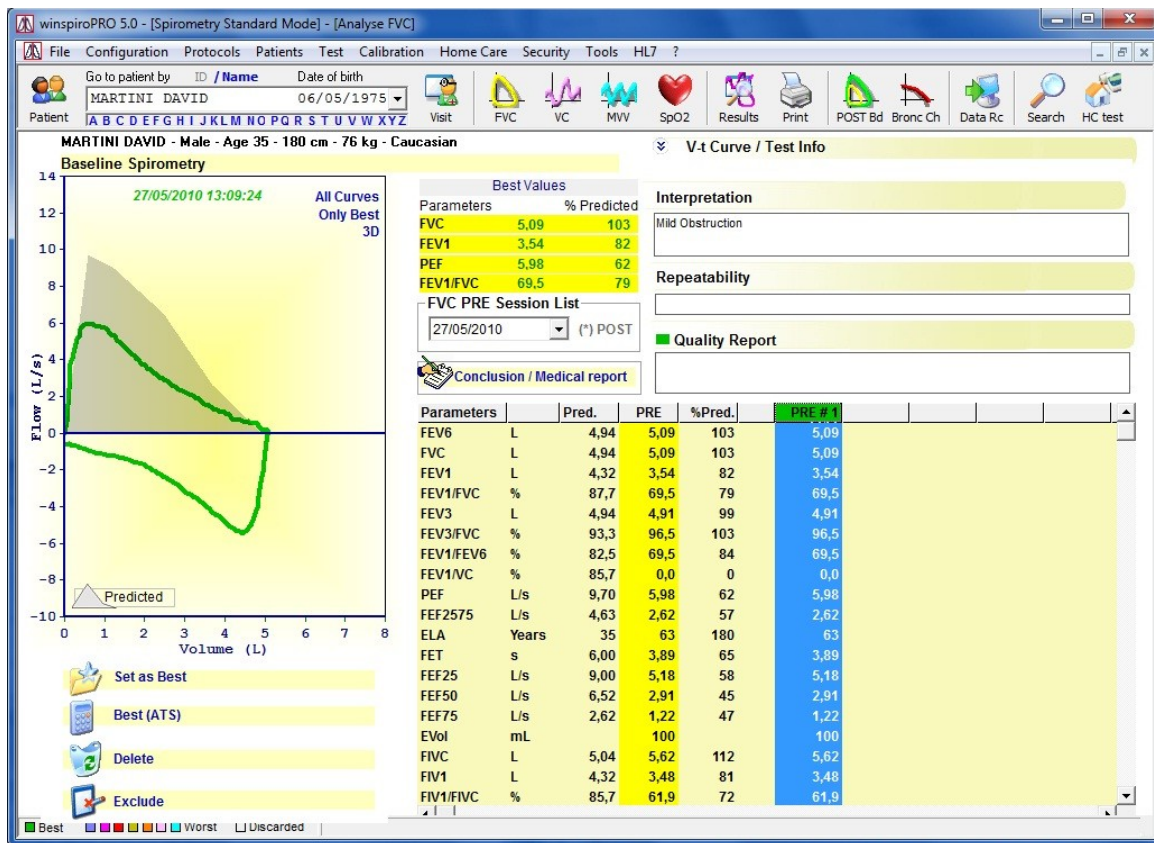 winspiroPRO 5.0 - [Spirometry Standard Mode] - [Analyse FVC]
File Configuration Protocols Patients Test Calibration Home Care Security Tools HL7 ?
Go to patient by ID / Name Date of birth
MARTINI DAVID 06/05/1975
A B C D E F G H I J K L M N O P Q R S T U V W X Y Z
Patient Visit FVC VC MVV SpO2 Results Print POST Bd Bronc Ch Data Rc Search HC test
MARTINI DAVID - Male - Age 35 - 180 cm - 76 kg - Caucasian
Baseline Spirometry
27/05/2010 13:09:24
All Curves
Only Best
3D
14
12
10
8
6
4
2
0
-2
-4
-6
-8
-10
Flow (L/s)
Predicted
0 1 2 3 4 5 6 7 8
Volume (L)
Set as Best
Best (ATS)
Delete
Exclude
Best Values
Parameters % Predicted
FVC 5,09 103
FEV1 3,54 82
PEF 5,98 62
FEV1/FVC 69,5 79
FVC PRE Session List
27/05/2010 (*) POST
Conclusion / Medical report
V-t Curve / Test Info
Interpretation
Mild Obstruction
Repeatability
Quality Report
Parameters Pred. PRE %Pred. PRE # 1
FEV6 L 4,94 5,09 103 5,09
FVC L 4,94 5,09 103 5,09
FEV1 L 4,32 3,54 82 3,54
FEV1/FVC % 87,7 69,5 79 69,5
FEV3 L 4,94 4,91 99 4,91
FEV3/FVC % 93,3 96,5 103 96,5
FEV1/FEV6 % 82,5 69,5 84 69,5
FEV1/VC % 85,7 0,0 0 0,0
PEF L/s 9,70 5,98 62 5,98
FEF2575 L/s 4,63 2,62 57 2,62
ELA Years 35 63 180 63
FET s 6,00 3,89 65 3,89
FEF25 L/s 9,00 5,18 58 5,18
FEF50 L/s 6,52 2,91 45 2,91
FEF75 L/s 2,62 1,22 47 1,22
EVol mL 100 100
FIVC L 5,04 5,62 112 5,62
FIV1 L 4,32 3,48 81 3,48
FIV1/FIVC % 85,7 61,9 72 61,9
Best Worst Discarded